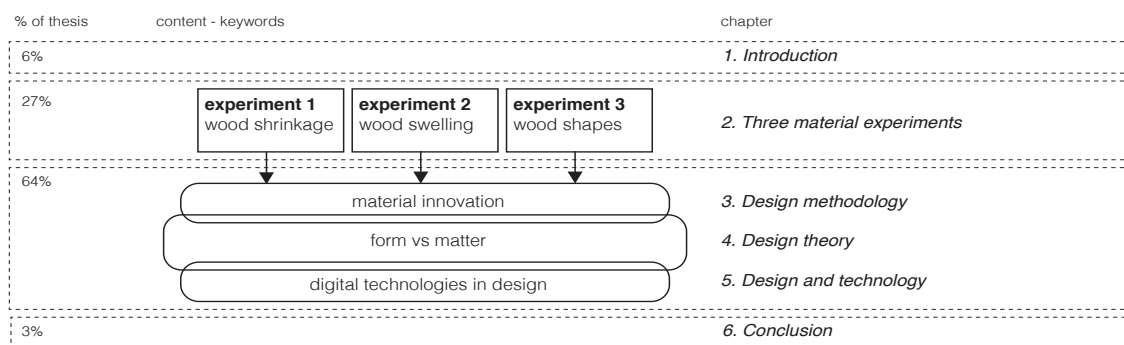 % of thesis content - keywords chapter
6% 1. Introduction
27%
experiment 1 experiment 2 experiment 3
wood shrinkage wood swelling wood shapes
2. Three material experiments
64%
material innovation 3. Design methodology
form vs matter 4. Design theory
digital technologies in design 5. Design and technology
3% 6. Conclusion